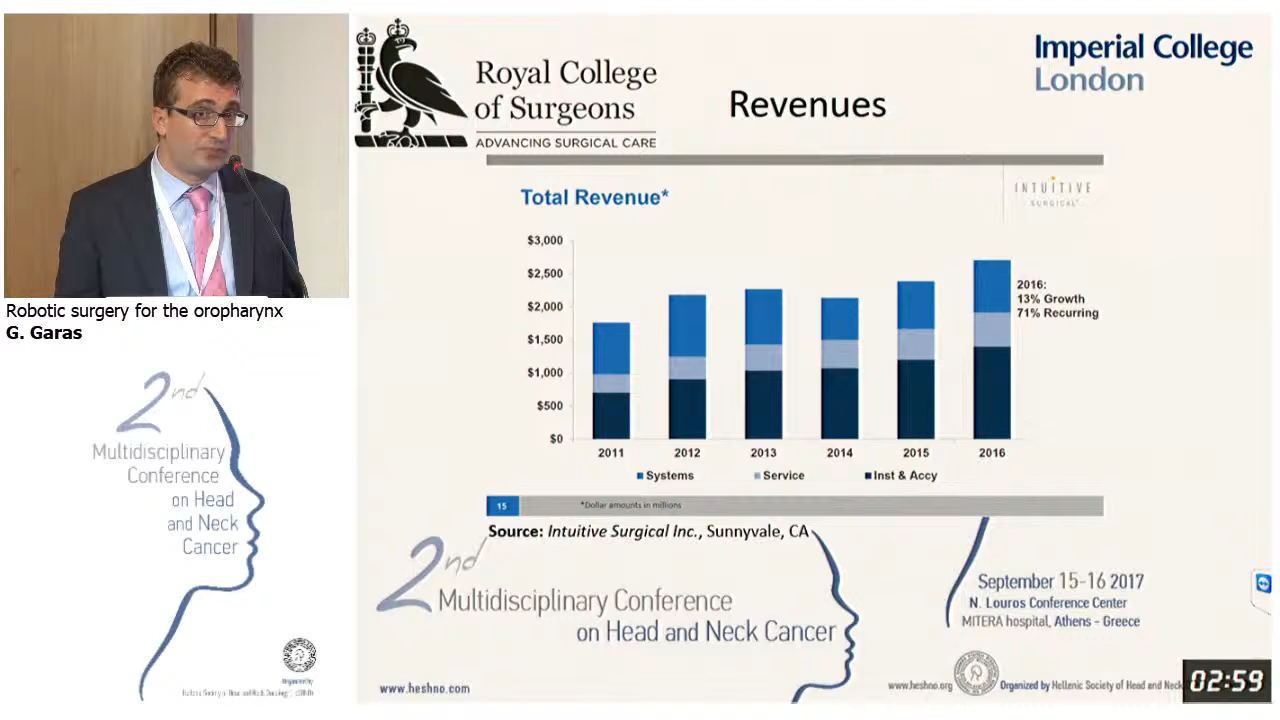 Royal College
of Surgeons
ADVANCING SURGICAL CARE
Revenues
Imperial College
London
Total Revenue*
INTUITIVE
SURGICAL
$3,000
$2,500
$2,000
$1,500
$1,000
$500
$0
2016:
13% Growth
71% Recurring
2011 2012 2013 2014 2015 2016
Systems Service Inst & Accy
15 *Dollar amounts in millions
Source: Intuitive Surgical Inc., Sunnyvale, CA
2nd
Multidisciplinary Conference
on Head and Neck Cancer
September 15-16 2017
N. Louros Conference Center
MITERA hospital, Athens - Greece
www.heshno.com
www.heshno.org Organized by Hellenic Society of Head and Neck
02:59
Robotic surgery for the oropharynx
G. Garas
2nd
Multidisciplinary
Conference
on Head
and Neck
Cancer
Organized by